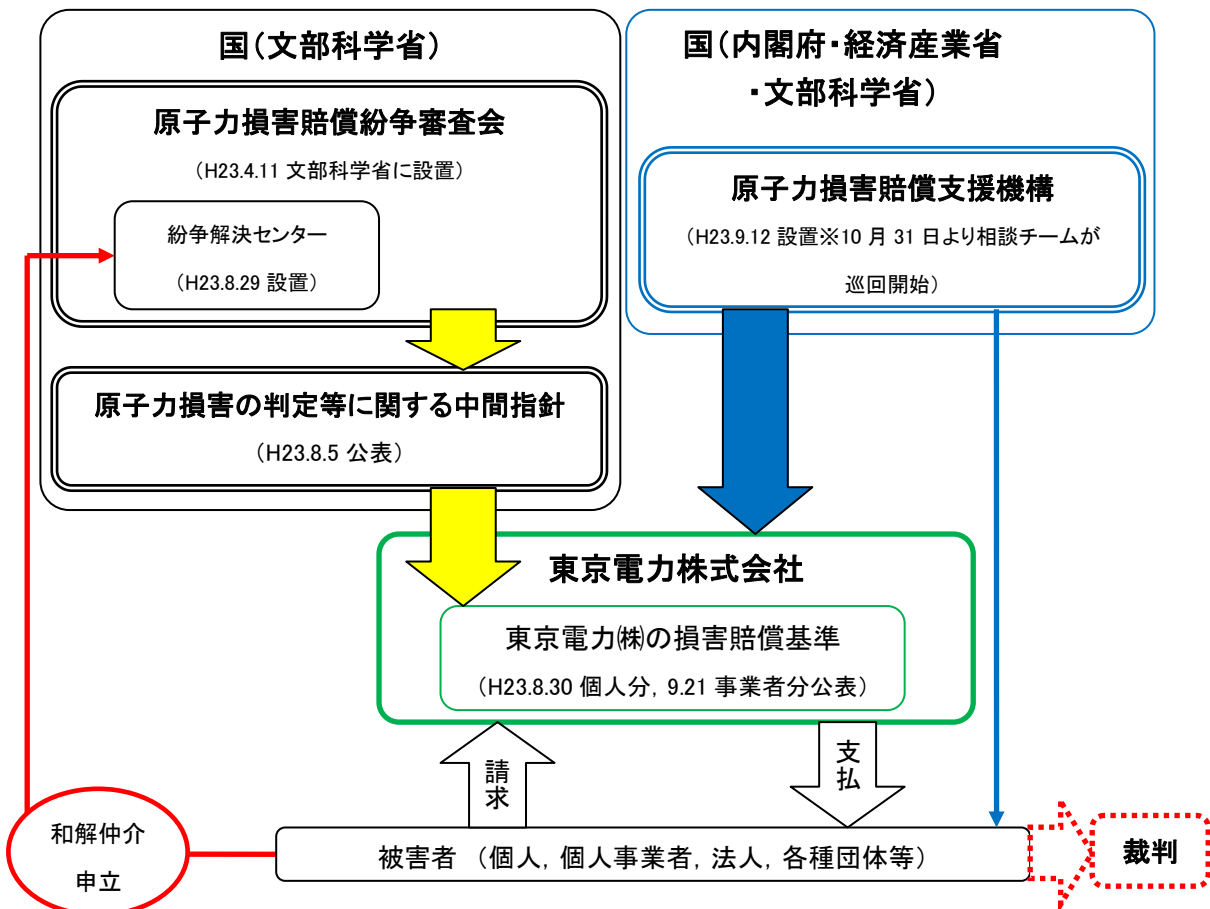 国(文部科学省)
原子力損害賠償紛争審査会
(H23.4.11 文部科学省に設置)
紛争解決センター
(H23.8.29 設置)
原子力損害の判定等に関する中間指針
(H23.8.5 公表)
国(内閣府・経済産業省
・文部科学省)
原子力損害賠償支援機構
(H23.9.12 設置※10 月 31 日より相談チームが
巡回開始)
東京電力株式会社
東京電力㈱の損害賠償基準
(H23.8.30 個人分, 9.21 事業者分公表)
請求
支払
和解仲介
申立
被害者 (個人, 個人事業者, 法人, 各種団体等)
裁判